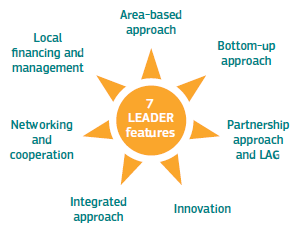 Area-based
approach
Bottom-up
approach
Partnership
approach
and LAG
Innovation
Integrated
approach
Networking
and
cooperation
Local
financing and
management
7
LEADER
features